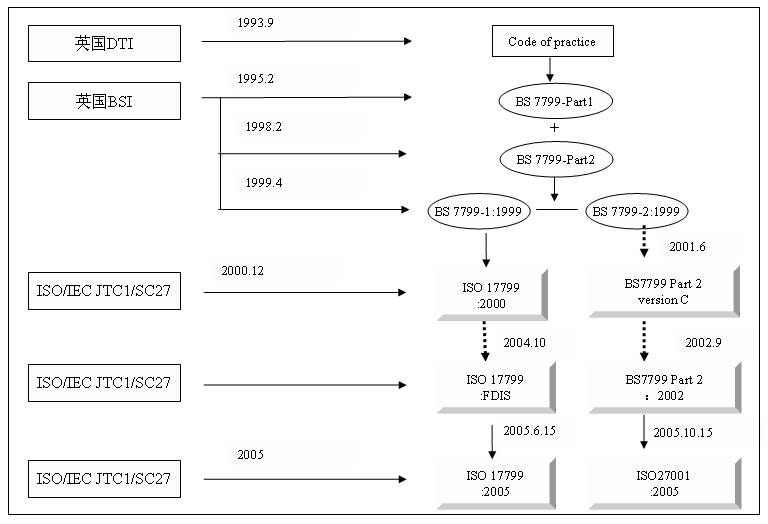 英国DTI
1993.9
Code of practice
英国BSI
1995.2
BS 7799-Part1
+
1998.2
BS 7799-Part2
1999.4
BS 7799-1:1999
BS 7799-2:1999
2001.6
ISO/IEC JTC1/SC27
2000.12
ISO 17799
:2000
BS7799 Part 2
version C
2004.10
2002.9
ISO/IEC JTC1/SC27
ISO 17799
:FDIS
BS7799 Part 2
：2002
2005.6.15
2005.10.15
ISO/IEC JTC1/SC27
2005
ISO 17799
:2005
ISO27001
:2005